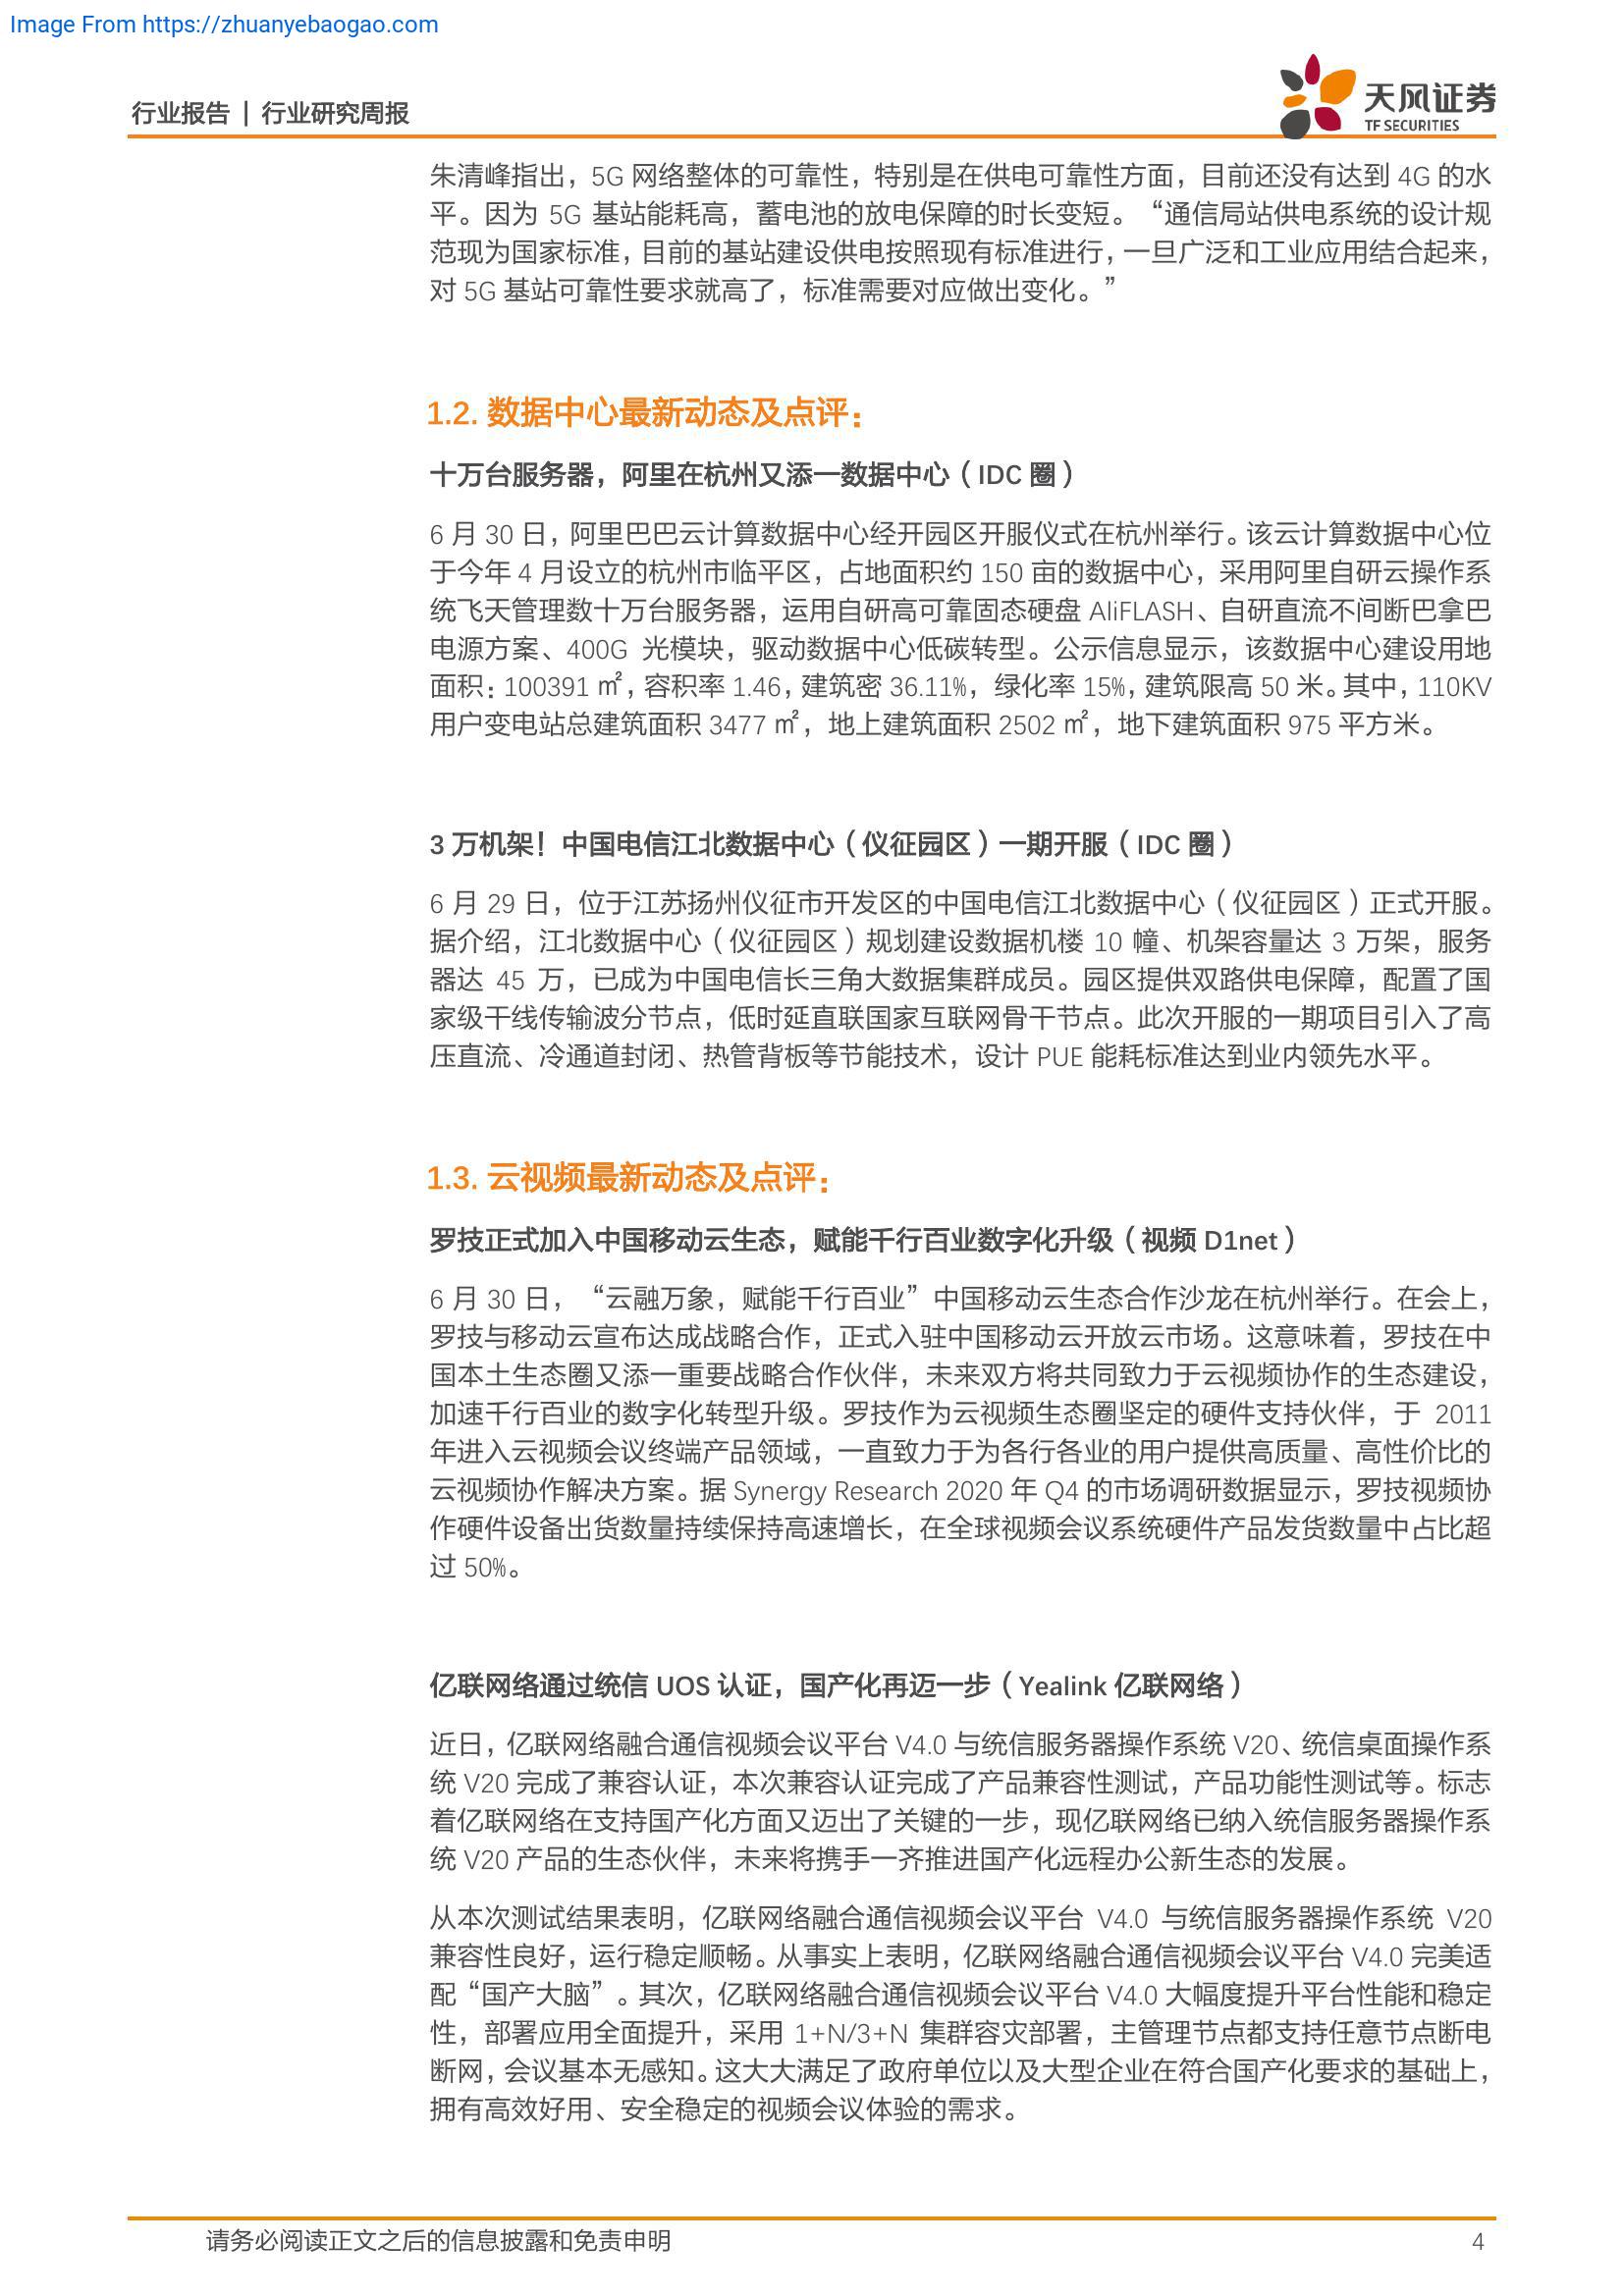 Image From https://zhuanyebaogao.com
行业报告 | 行业研究周报
天风证券
TF SECURITIES
朱清峰指出，5G 网络整体的可靠性，特别是在供电可靠性方面，目前还没有达到 4G 的水
平。因为 5G 基站能耗高，蓄电池的放电保障的时长变短。“通信局站供电系统的设计规
范现为国家标准，目前的基站建设供电按照现有标准进行，一旦广泛和工业应用结合起来，
对 5G 基站可靠性要求就高了，标准需要对应做出变化。”
1.2. 数据中心最新动态及点评：
十万台服务器，阿里在杭州又添一数据中心（IDC 圈）
6 月 30 日，阿里巴巴云计算数据中心经开园区开服仪式在杭州举行。该云计算数据中心位
于今年 4 月设立的杭州市临平区，占地面积约 150 亩的数据中心，采用阿里自研云操作系
统飞天管理数十万台服务器，运用自研高可靠固态硬盘 AliFLASH、自研直流不间断巴拿巴
电源方案、400G 光模块，驱动数据中心低碳转型。公示信息显示，该数据中心建设用地
面积：100391 ㎡，容积率 1.46，建筑密 36.11%，绿化率 15%，建筑限高 50 米。其中，110KV
用户变电站总建筑面积 3477 ㎡，地上建筑面积 2502 ㎡，地下建筑面积 975 平方米。
3 万机架！中国电信江北数据中心（仪征园区）一期开服（IDC 圈）
6 月 29 日，位于江苏扬州仪征市开发区的中国电信江北数据中心（仪征园区）正式开服。
据介绍，江北数据中心（仪征园区）规划建设数据机楼 10 幢、机架容量达 3 万架，服务
器达 45 万，已成为中国电信长三角大数据集群成员。园区提供双路供电保障，配置了国
家级干线传输波分节点，低时延直联国家互联网骨干节点。此次开服的一期项目引入了高
压直流、冷通道封闭、热管背板等节能技术，设计 PUE 能耗标准达到业内领先水平。
1.3. 云视频最新动态及点评：
罗技正式加入中国移动云生态，赋能千行百业数字化升级（视频 D1net）
6 月 30 日，“云融万象，赋能千行百业”中国移动云生态合作沙龙在杭州举行。在会上，
罗技与移动云宣布达成战略合作，正式入驻中国移动云开放云市场。这意味着，罗技在中
国本土生态圈又添一重要战略合作伙伴，未来双方将共同致力于云视频协作的生态建设，
加速千行百业的数字化转型升级。罗技作为云视频生态圈坚定的硬件支持伙伴，于 2011
年进入云视频会议终端产品领域，一直致力于为各行各业的用户提供高质量、高性价比的
云视频协作解决方案。据 Synergy Research 2020 年 Q4 的市场调研数据显示，罗技视频协
作硬件设备出货数量持续保持高速增长，在全球视频会议系统硬件产品发货数量中占比超
过 50%。
亿联网络通过统信 UOS 认证，国产化再迈一步（Yealink 亿联网络）
近日，亿联网络融合通信视频会议平台 V4.0 与统信服务器操作系统 V20、统信桌面操作系
统 V20 完成了兼容认证，本次兼容认证完成了产品兼容性测试，产品功能性测试等。标志
着亿联网络在支持国产化方面又迈出了关键的一步，现亿联网络已纳入统信服务器操作系
统 V20 产品的生态伙伴，未来将携手一齐推进国产化远程办公新生态的发展。
从本次测试结果表明，亿联网络融合通信视频会议平台 V4.0 与统信服务器操作系统 V20
兼容性良好，运行稳定顺畅。从事实上表明，亿联网络融合通信视频会议平台 V4.0 完美适
配“国产大脑”。其次，亿联网络融合通信视频会议平台 V4.0 大幅度提升平台性能和稳定
性，部署应用全面提升，采用 1+N/3+N 集群容灾部署，主管理节点都支持任意节点断电
断网，会议基本无感知。这大大满足了政府单位以及大型企业在符合国产化要求的基础上，
拥有高效好用、安全稳定的视频会议体验的需求。
请务必阅读正文之后的信息披露和免责申明
4